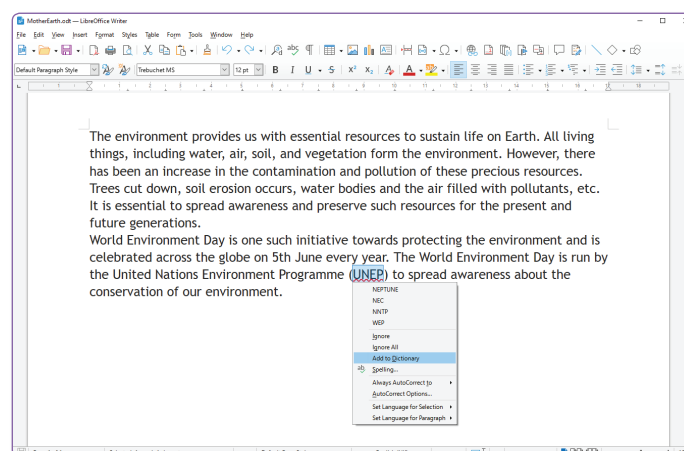 MotherEarth.odt — LibreOffice Writer
File Edit View Insert Format Styles Table Form Tools Window Help
Default Paragraph Style Trebuchet MS 12 pt B I U S X² X₂ A A
The environment provides us with essential resources to sustain life on Earth. All living
things, including water, air, soil, and vegetation form the environment. However, there
has been an increase in the contamination and pollution of these precious resources.
Trees cut down, soil erosion occurs, water bodies and the air filled with pollutants, etc.
It is essential to spread awareness and preserve such resources for the present and
future generations.
World Environment Day is one such initiative towards protecting the environment and is
celebrated across the globe on 5th June every year. The World Environment Day is run by
the United Nations Environment Programme (UNEP) to spread awareness about the
conservation of our environment.
NEPTUNE
NEC
NNTP
WEP
Ignore
Ignore All
Add to Dictionary
Spelling...
Always AutoCorrect to
AutoCorrect Options...
Set Language for Selection
Set Language for Paragraph